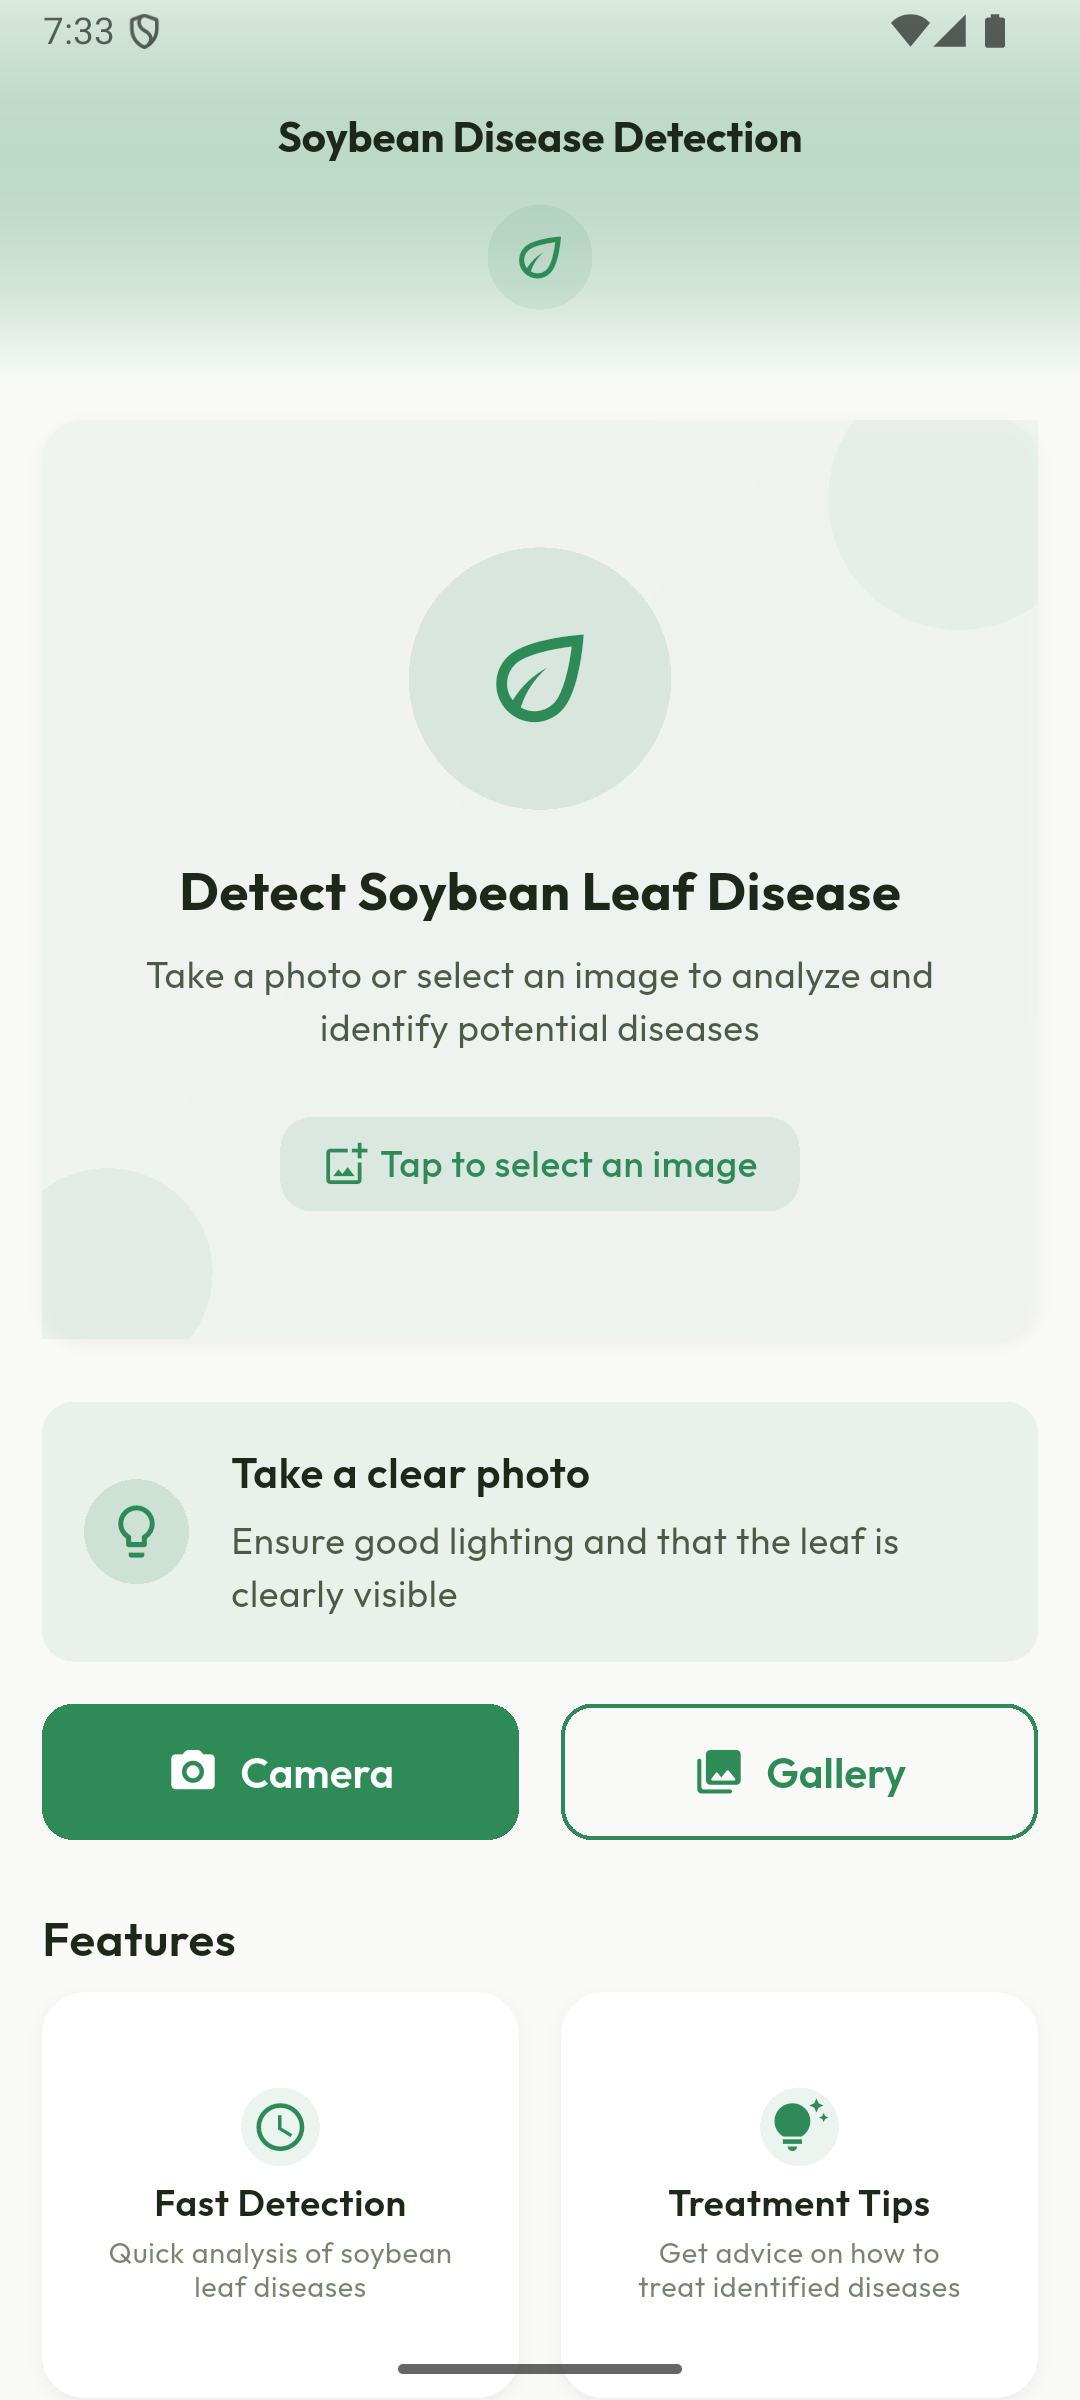 7:33
Soybean Disease Detection
Detect Soybean Leaf Disease
Take a photo or select an image to analyze and
identify potential diseases
Tap to select an image
Take a clear photo
Ensure good lighting and that the leaf is
clearly visible
Camera
Gallery
Features
Fast Detection
Quick analysis of soybean
leaf diseases
Treatment Tips
Get advice on how to
treat identified diseases